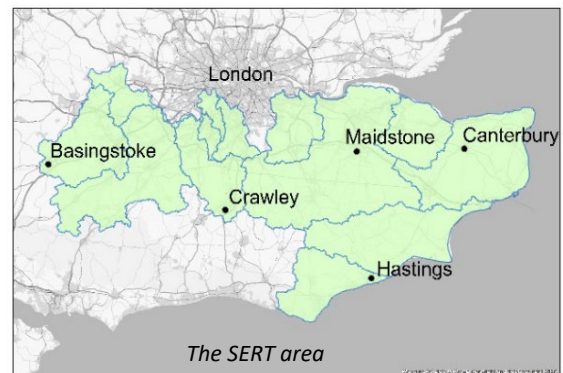 London
Basingstoke
Maidstone
Canterbury
Crawley
Hastings
The SERT area